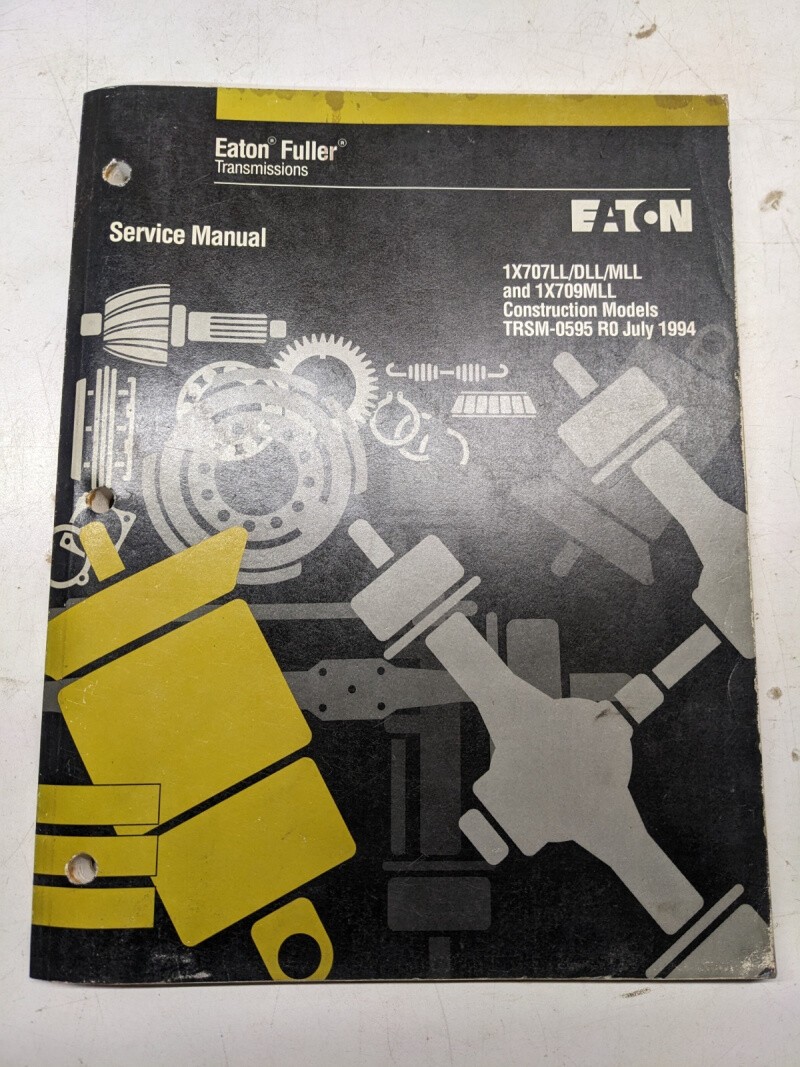 Eaton® Fuller®
Transmissions
EATON
Service Manual
1X707LL/DLL/MLL
and 1X709MLL
Construction Models
TRSM-0595 R0 July 1994